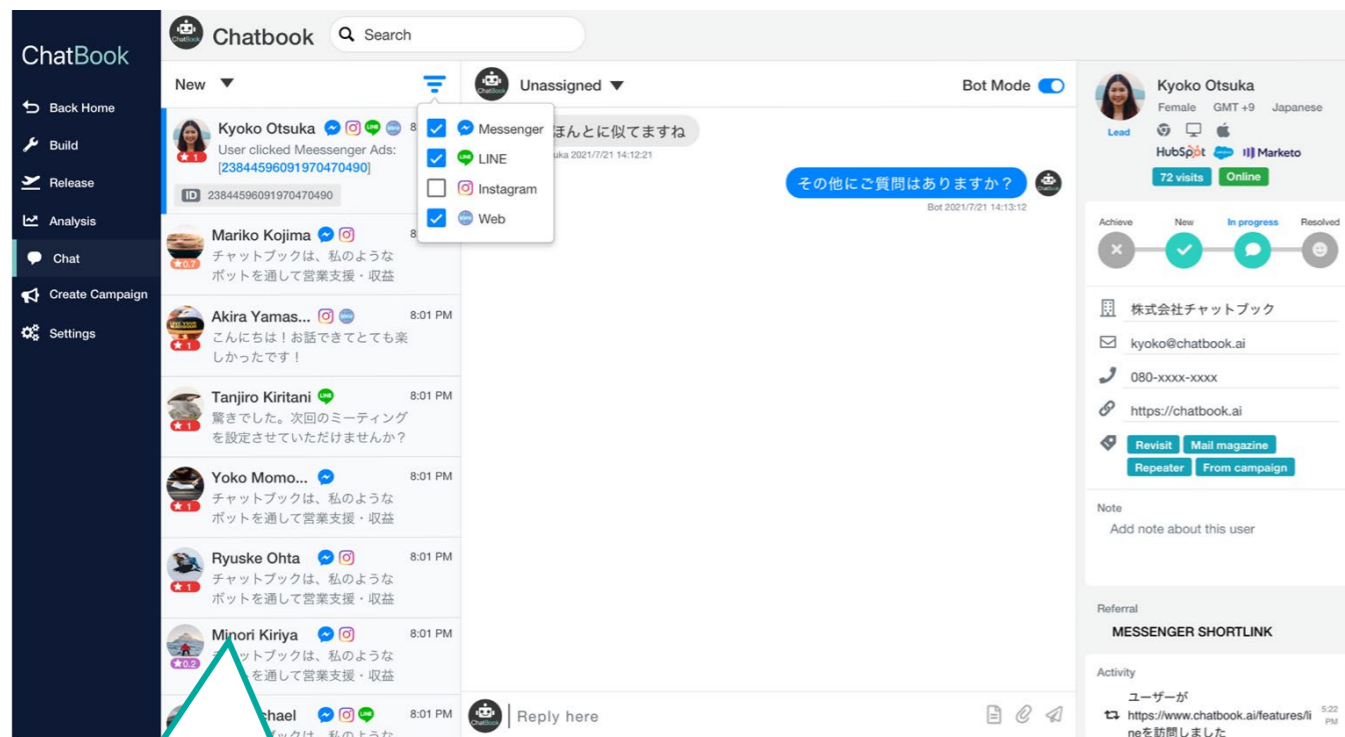 ChatBook
Back Home
Build
Release
Analysis
Chat
Create Campaign
Settings
Chatbook
Search
New
Kyoko Otsuka
8
User clicked Meessenger Ads:
[23844596091970470490]
ID 23844596091970470490
★1
Mariko Kojima
8
チャットブックは、私のような
ボットを通して営業支援・収益
★0.7
Akira Yamas...
8:01 PM
こんにちは！お話できてとても楽
しかったです！
★1
Tanjiro Kiritani
8:01 PM
驚きでした。次回のミーティング
を設定させていただけませんか？
★1
Yoko Momo...
8:01 PM
チャットブックは、私のような
ボットを通して営業支援・収益
★1
Ryuske Ohta
8:01 PM
チャットブックは、私のような
ボットを通して営業支援・収益
★1
Minori Kiriya
8:01 PM
ットブックは、私のような
を通して営業支援・収益
★0.2
chael
8:01 PM
Messenger
LINE
Instagram
Web
Unassigned
Bot Mode
ほんとに似てますね
uka 2021/7/21 14:12:21
その他にご質問はありますか？
Bot 2021/7/21 14:13:12
Reply here
Kyoko Otsuka
Female GMT +9 Japanese
Lead
HubSpot Marketo
72 visits Online
Achieve New In progress Resolved
株式会社チャットブック
kyoko@chatbook.ai
080-xxxx-xxxx
https://chatbook.ai
Revisit Mail magazine
Repeater From campaign
Note
Add note about this user
Referral
MESSENGER SHORTLINK
Activity
ユーザーが
https://www.chatbook.ai/features/li
neを訪問しました
5:22
PM